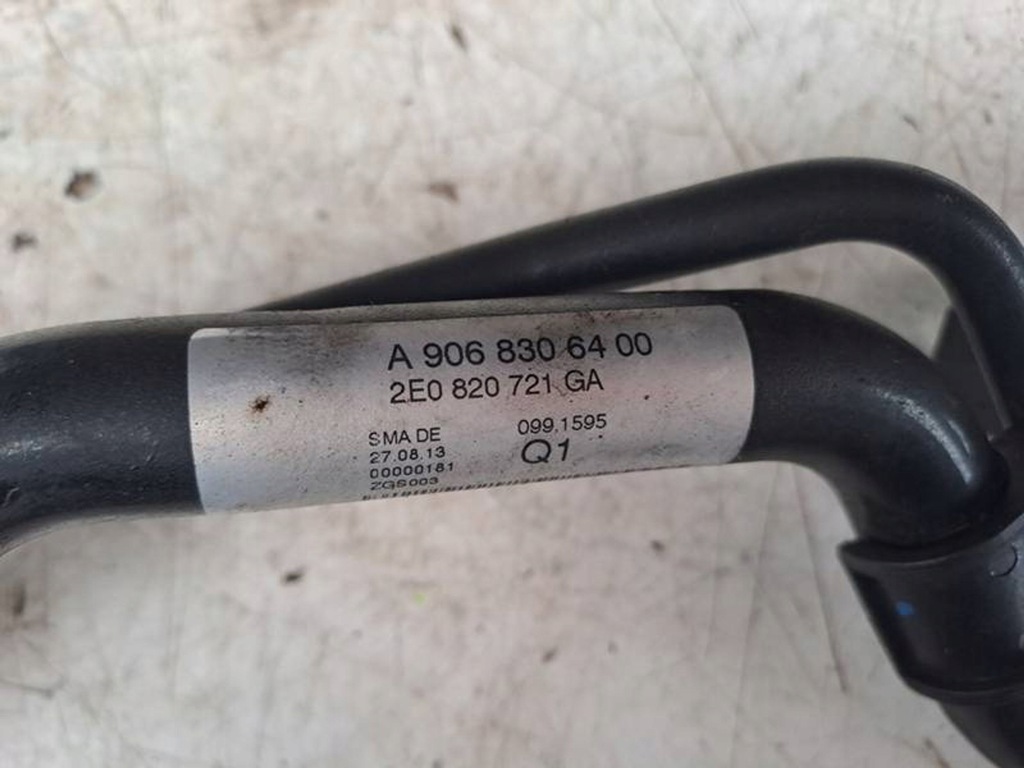 A 906 830 64 00
2E0 820 721 GA
SMA DE 099.1595
27.08.13 Q1
00000181
ZGS003